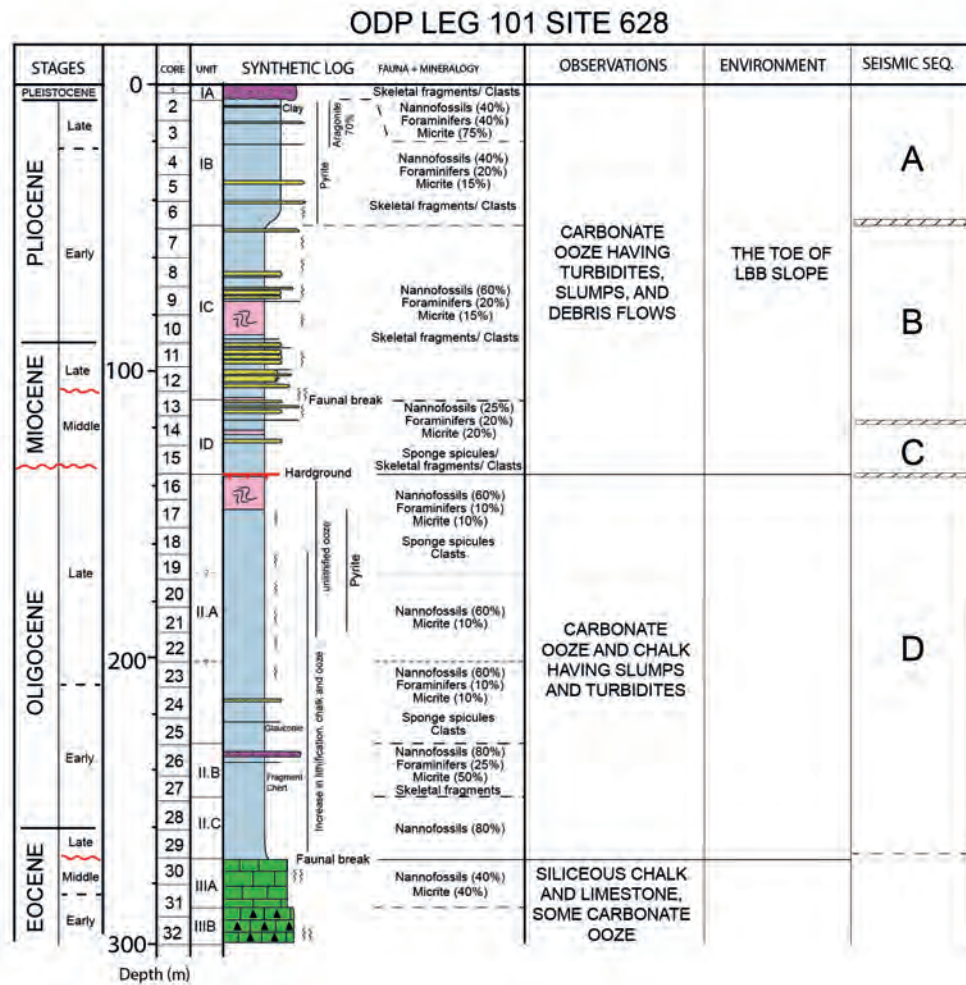 ODP LEG 101 SITE 628
STAGES
CORE
UNIT
SYNTHETIC LOG
FAUNA + MINERALOGY
OBSERVATIONS
ENVIRONMENT
SEISMIC SEQ.
PLEISTOCENE
PLIOCENE
Late
Early
MIOCENE
Late
Middle
OLIGOCENE
Late
Early
EOCENE
Late
Middle
Early
0
100
200
300
Depth (m)
1
2
3
4
5
6
7
8
9
10
11
12
13
14
15
16
17
18
19
20
21
22
23
24
25
26
27
28
29
30
31
32
IA
IB
IC
ID
II.A
II.B
II.C
IIIA
IIIB
Clay
Pyrite
Aragonite
70%
Faunal break
Hardground
unlithified ooze
Pyrite
Increase in lithification, chalk and ooze
Glauconie
Fragment
Chert
Faunal break
Skeletal fragments/ Clasts
Nannofossils (40%)
Foraminifers (40%)
Micrite (75%)
Nannofossils (40%)
Foraminifers (20%)
Micrite (15%)
Skeletal fragments/ Clasts
Nannofossils (60%)
Foraminifers (20%)
Micrite (15%)
Skeletal fragments/ Clasts
Nannofossils (25%)
Foraminifers (20%)
Micrite (20%)
Sponge spicules/
Skeletal fragments/ Clasts
Nannofossils (60%)
Foraminifers (10%)
Micrite (10%)
Sponge spicules
Clasts
Nannofossils (60%)
Micrite (10%)
Nannofossils (60%)
Foraminifers (10%)
Micrite (10%)
Sponge spicules
Clasts
Nannofossils (80%)
Foraminifers (25%)
Micrite (50%)
Skeletal fragments
Nannofossils (80%)
Nannofossils (40%)
Micrite (40%)
CARBONATE
OOZE HAVING
TURBIDITES,
SLUMPS, AND
DEBRIS FLOWS
CARBONATE
OOZE AND CHALK
HAVING SLUMPS
AND TURBIDITES
SILICEOUS CHALK
AND LIMESTONE,
SOME CARBONATE
OOZE
THE TOE OF
LBB SLOPE
A
B
C
D